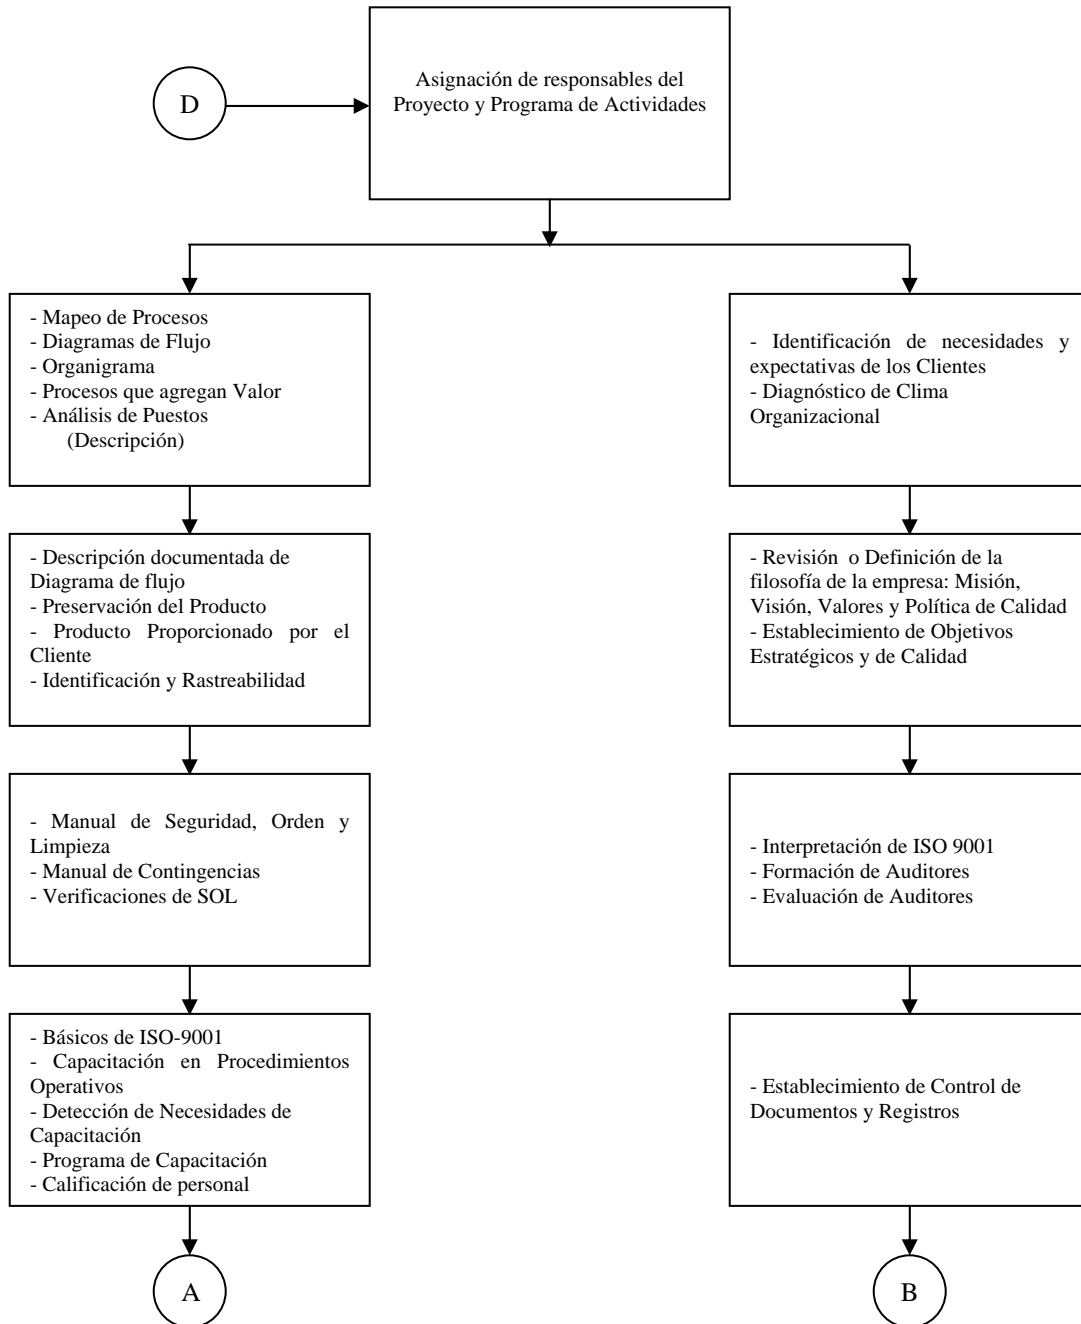 D
Asignación de responsables del
Proyecto y Programa de Actividades
- Mapeo de Procesos
- Diagramas de Flujo
- Organigrama
- Procesos que agregan Valor
- Análisis de Puestos
(Descripción)
- Descripción documentada de
Diagrama de flujo
- Preservación del Producto
- Producto Proporcionado por el
Cliente
- Identificación y Rastreabilidad
- Manual de Seguridad, Orden y
Limpieza
- Manual de Contingencias
- Verificaciones de SOL
- Básicos de ISO-9001
- Capacitación en Procedimientos
Operativos
- Detección de Necesidades de
Capacitación
- Programa de Capacitación
- Calificación de personal
A
- Identificación de necesidades y
expectativas de los Clientes
- Diagnóstico de Clima
Organizacional
- Revisión o Definición de la
filosofía de la empresa: Misión,
Visión, Valores y Política de Calidad
- Establecimiento de Objetivos
Estratégicos y de Calidad
- Interpretación de ISO 9001
- Formación de Auditores
- Evaluación de Auditores
- Establecimiento de Control de
Documentos y Registros
B